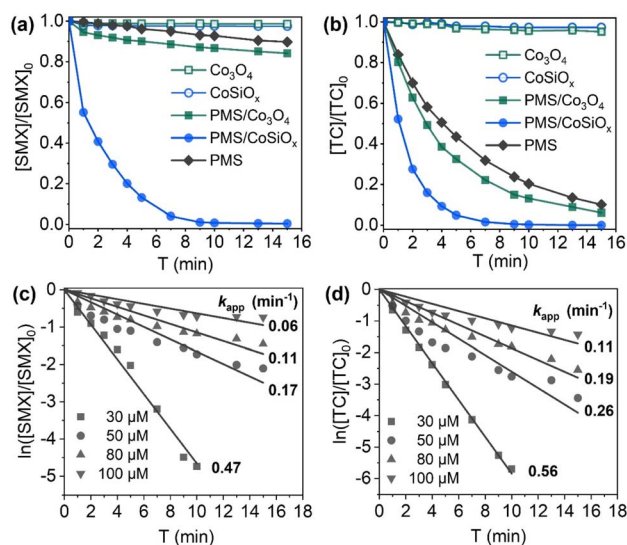 (a)
[SMX]/[SMX]₀
1.0
0.8
0.6
0.4
0.2
0.0
Co₃O₄
CoSiOₓ
PMS/Co₃O₄
PMS/CoSiOₓ
PMS
0 2 4 6 8 10 12 14 16
T (min)
(b)
[TC]/[TC]₀
1.0
0.8
0.6
0.4
0.2
0.0
Co₃O₄
CoSiOₓ
PMS/Co₃O₄
PMS/CoSiOₓ
PMS
0 2 4 6 8 10 12 14 16
T (min)
(c)
ln([SMX]/[SMX]₀)
0
-1
-2
-3
-4
-5
kapp (min⁻¹)
0.06
0.11
0.17
0.47
30 µM
50 µM
80 µM
100 µM
0 2 4 6 8 10 12 14 16
T (min)
(d)
ln([TC]/[TC]₀)
0
-1
-2
-3
-4
-5
-6
kapp (min⁻¹)
0.11
0.19
0.26
0.56
30 µM
50 µM
80 µM
100 µM
0 2 4 6 8 10 12 14 16
T (min)